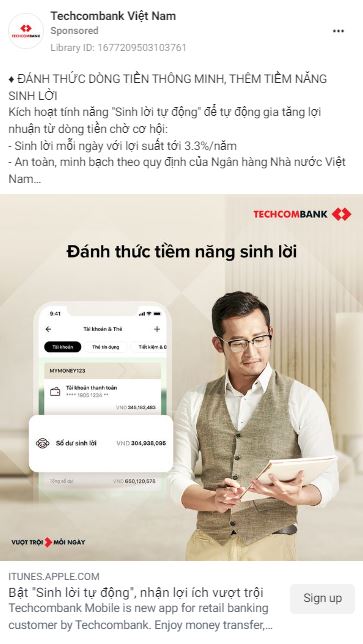 Techcombank Việt Nam
Sponsored
Library ID: 1677209503103761
♦ ĐÁNH THỨC DÒNG TIỀN THÔNG MINH, THÊM TIỀM NĂNG
SINH LỜI
Kích hoạt tính năng "Sinh lời tự động" để tự động gia tăng lợi
nhuận từ dòng tiền chờ cơ hội:
- Sinh lời mỗi ngày với lợi suất tới 3.3%/năm
- An toàn, minh bạch theo quy định của Ngân hàng Nhà nước Việt
Nam...
TECHCOMBANK
Đánh thức tiềm năng sinh lời
9:41
Tài khoản & Thẻ
Tài khoản Thẻ tín dụng Tiết kiệm & C
MYMONEY123
Tài khoản thanh toán
VND 345,182,480
Số dư sinh lời VND 304,938,095
Tổng số dư VND 650,120,575
VƯỢT TRỘI MỖI NGÀY
ITUNES.APPLE.COM
Bật "Sinh lời tự động", nhận lợi ích vượt trội
Techcombank Mobile is new app for retail banking
customer by Techcombank. Enjoy money transfer,...
Sign up